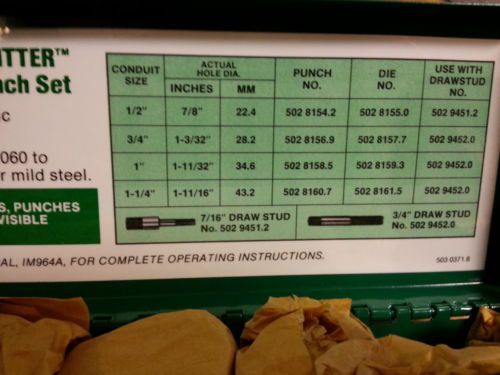 ITTER™
nch Set
C
060 to
r mild steel.
S, PUNCHES
VISIBLE
CONDUIT SIZE ACTUAL HOLE DIA. INCHES MM PUNCH NO. DIE NO. USE WITH DRAWSTUD NO.
1/2" 7/8" 22.4 502 8154.2 502 8155.0 502 9451.2
3/4" 1-3/32" 28.2 502 8156.9 502 8157.7 502 9452.0
1" 1-11/32" 34.6 502 8158.5 502 8159.3 502 9452.0
1-1/4" 1-11/16" 43.2 502 8160.7 502 8161.5 502 9452.0
7/16" DRAW STUD
No. 502 9451.2
3/4" DRAW STUD
No. 502 9452.0
AL, IM964A, FOR COMPLETE OPERATING INSTRUCTIONS.
503 0371.8